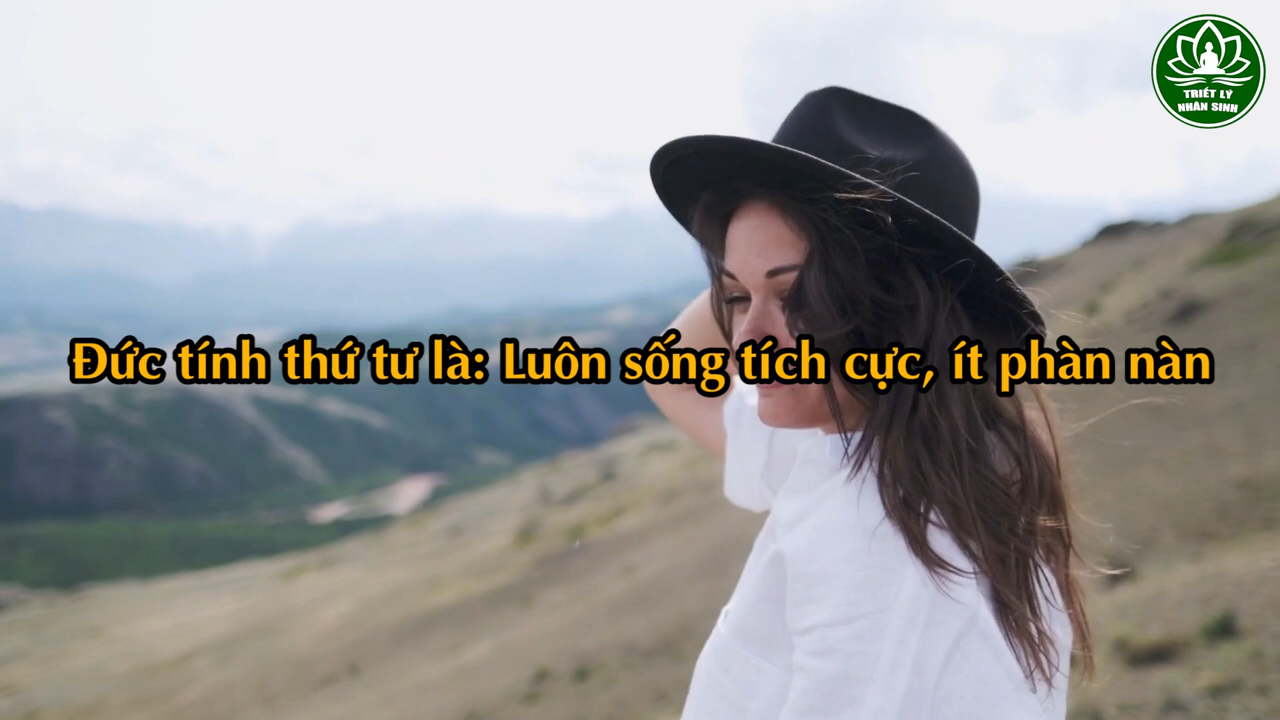 TRIẾT LÝ
NHÂN SINH
Đức tính thứ tư là: Luôn sống tích cực, ít phàn nàn